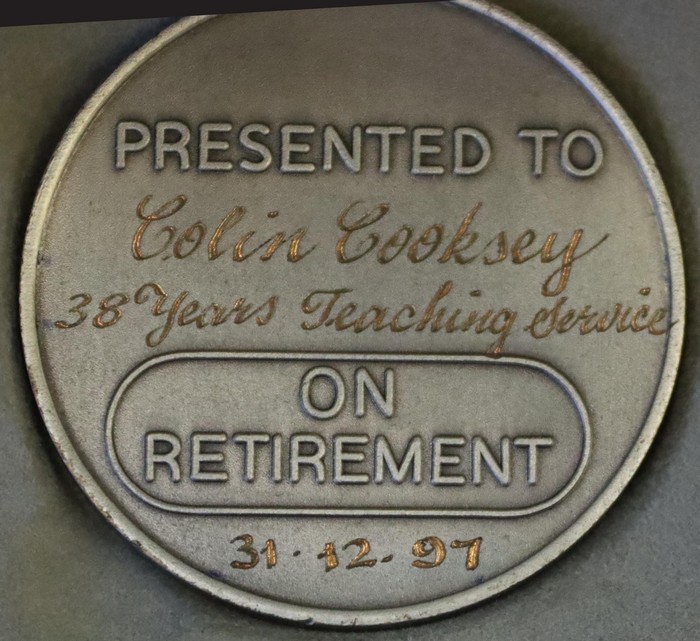 PRESENTED TO
Colin Cooksey
38 Years Teaching Service
ON
RETIREMENT
31·12·97